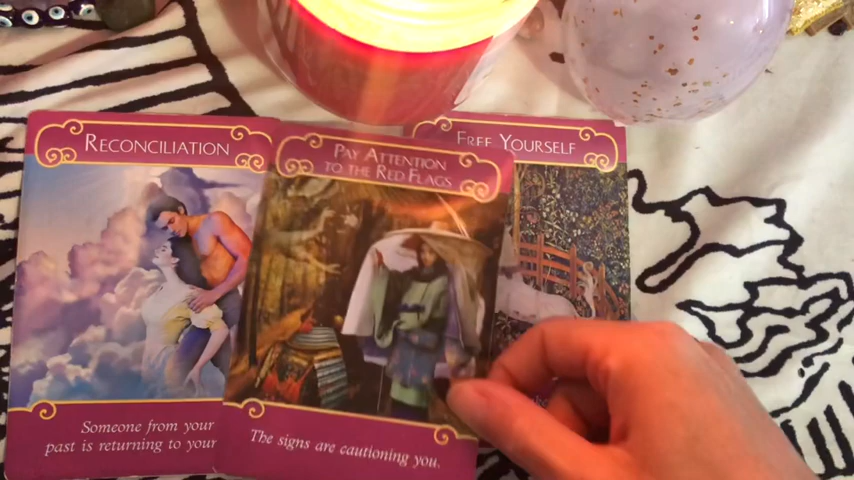 RECONCILIATION
Someone from your
past is returning to your
PAY ATTENTION
TO THE RED FLAGS
The signs are cautioning you.
FREE YOURSELF